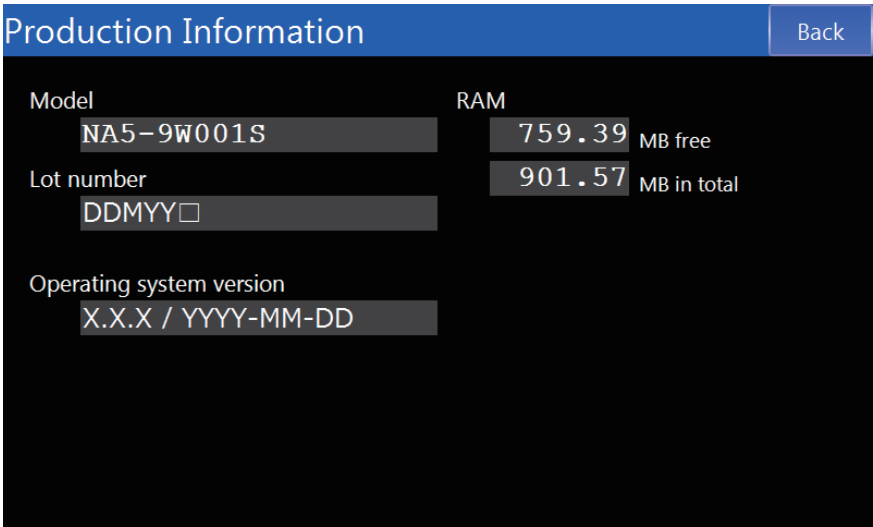 Production Information
Back
Model
NA5-9W001S
Lot number
DDMYY□
Operating system version
X.X.X / YYYY-MM-DD
RAM
759.39 MB free
901.57 MB in total